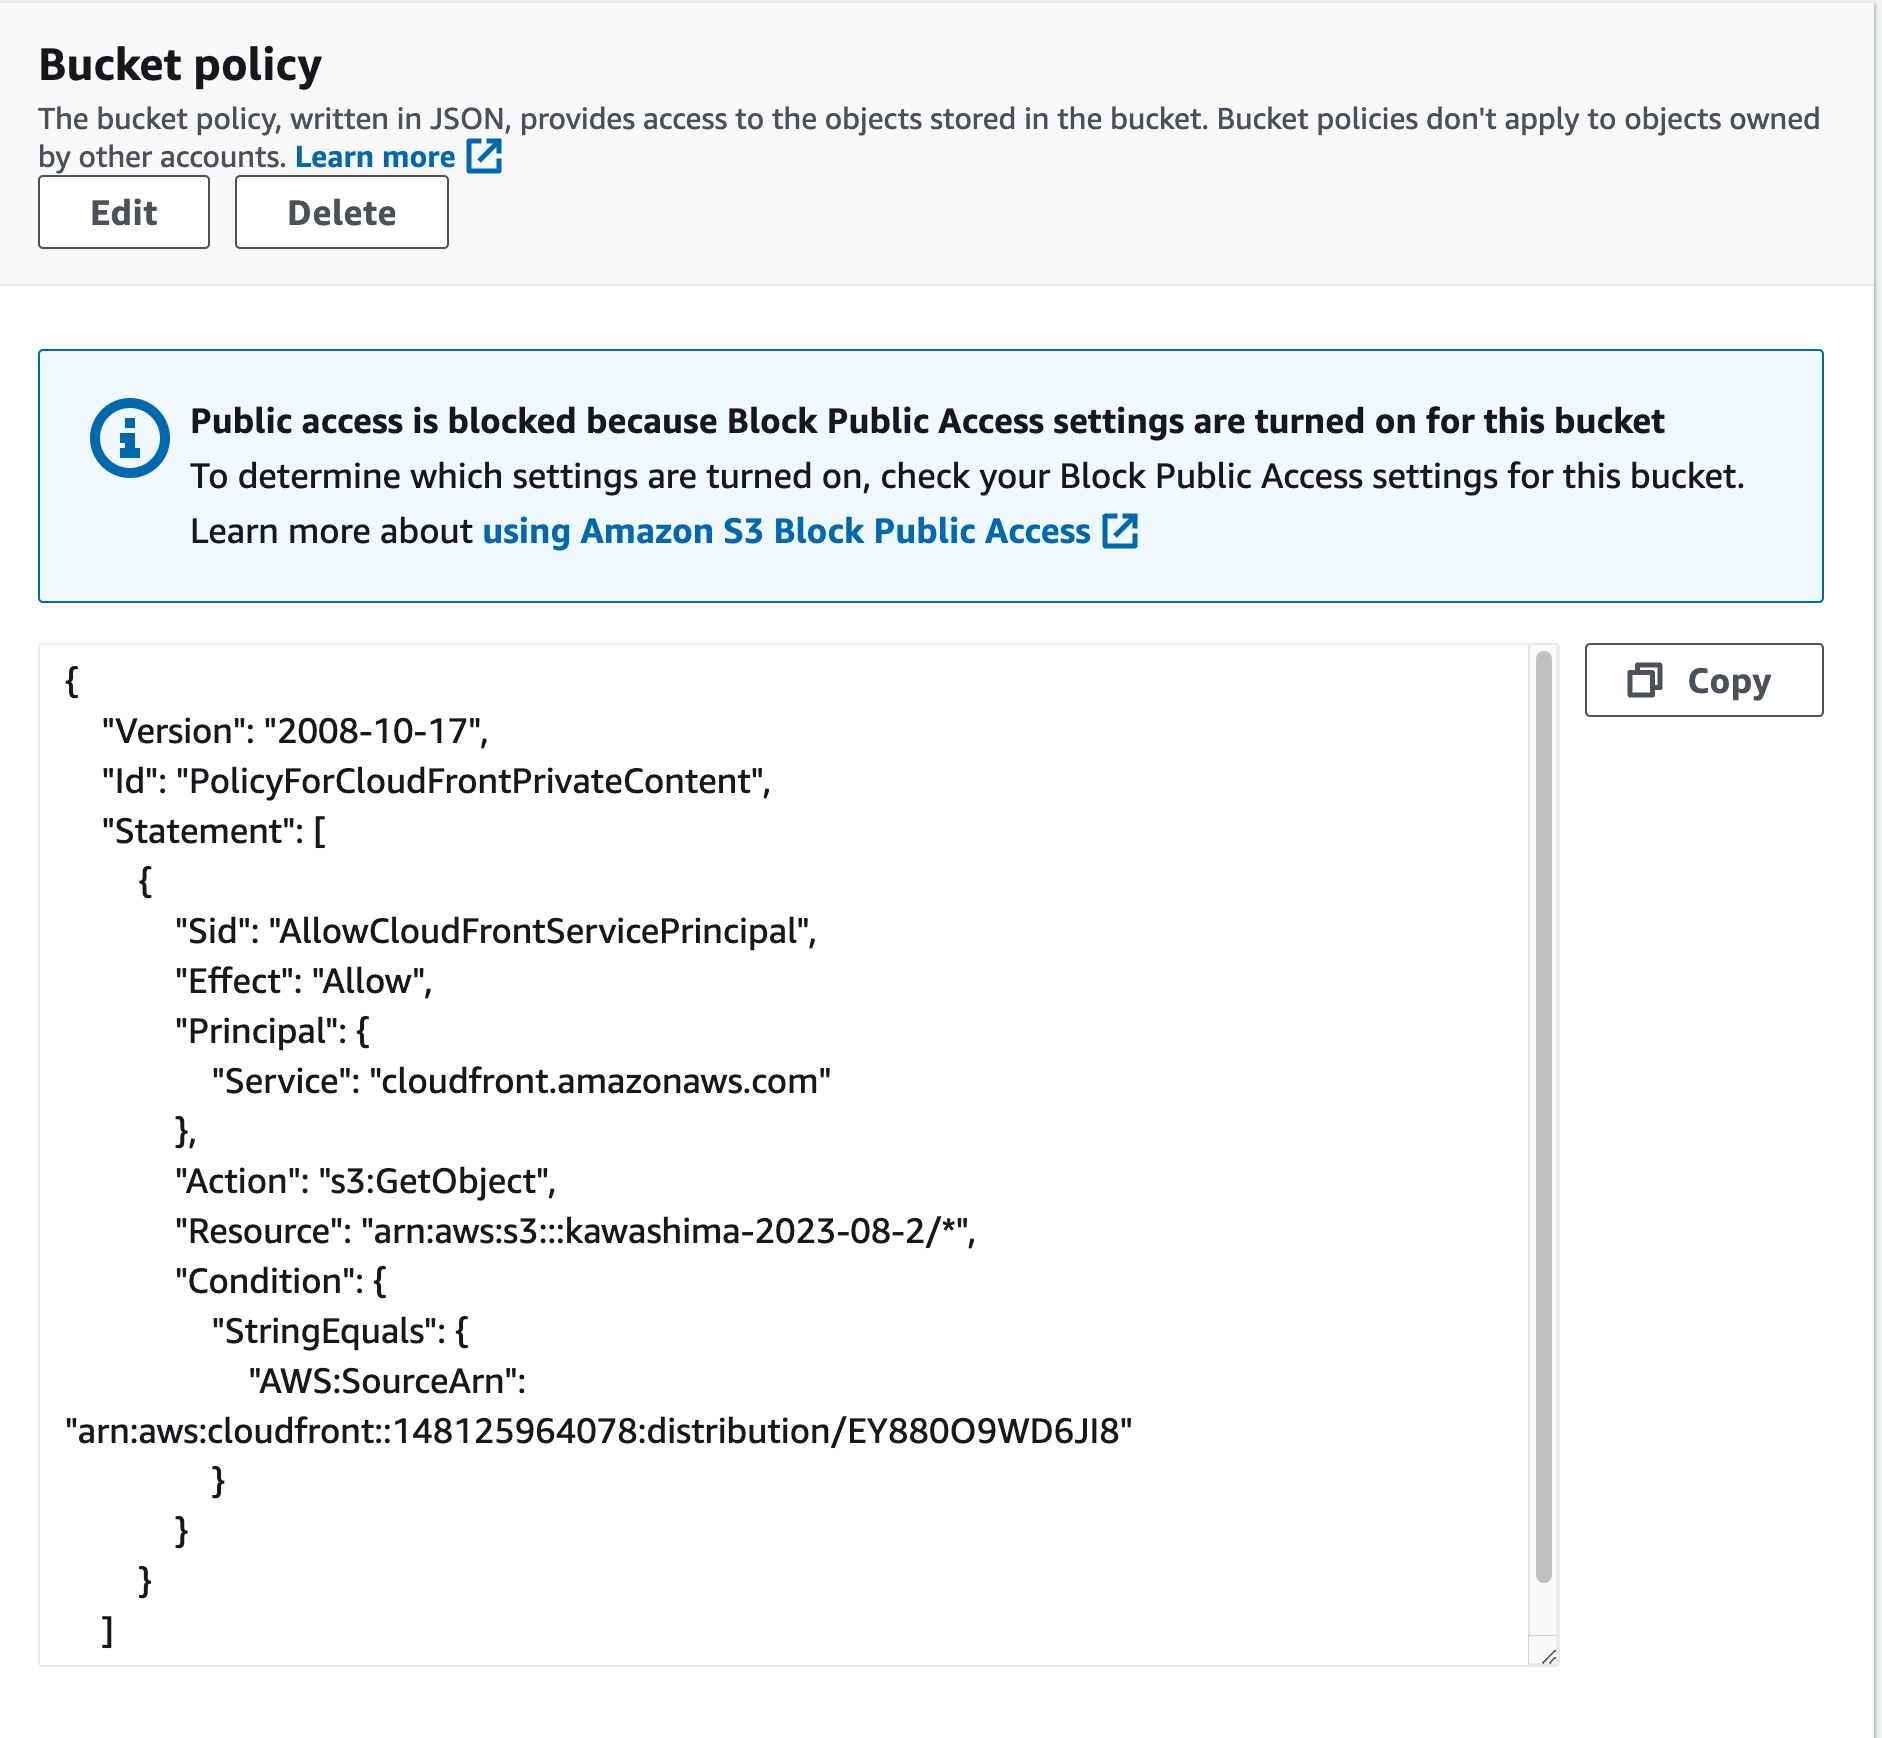 Bucket policy
The bucket policy, written in JSON, provides access to the objects stored in the bucket. Bucket policies don't apply to objects owned
by other accounts. Learn more
Edit
Delete
Public access is blocked because Block Public Access settings are turned on for this bucket
To determine which settings are turned on, check your Block Public Access settings for this bucket.
Learn more about using Amazon S3 Block Public Access
Copy
{
"Version": "2008-10-17",
"Id": "PolicyForCloudFrontPrivateContent",
"Statement": [
{
"Sid": "AllowCloudFrontServicePrincipal",
"Effect": "Allow",
"Principal": {
"Service": "cloudfront.amazonaws.com"
},
"Action": "s3:GetObject",
"Resource": "arn:aws:s3:::kawashima-2023-08-2/*",
"Condition": {
"StringEquals": {
"AWS:SourceArn":
"arn:aws:cloudfront::148125964078:distribution/EY880O9WD6JI8"
}
}
}
]